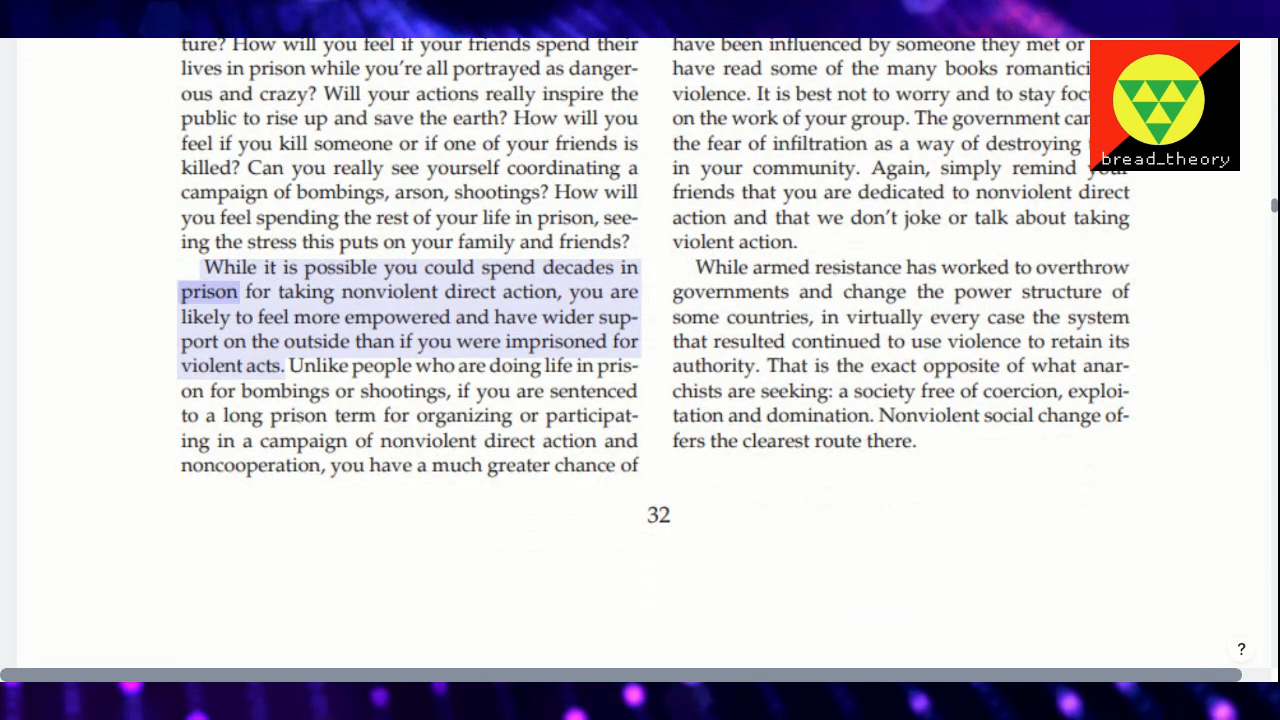 ture? How will you feel if your friends spend their
lives in prison while you're all portrayed as danger-
ous and crazy? Will your actions really inspire the
public to rise up and save the earth? How will you
feel if you kill someone or if one of your friends is
killed? Can you really see yourself coordinating a
campaign of bombings, arson, shootings? How will
you feel spending the rest of your life in prison, see-
ing the stress this puts on your family and friends?
While it is possible you could spend decades in
prison for taking nonviolent direct action, you are
likely to feel more empowered and have wider sup-
port on the outside than if you were imprisoned for
violent acts. Unlike people who are doing life in pris-
on for bombings or shootings, if you are sentenced
to a long prison term for organizing or participat-
ing in a campaign of nonviolent direct action and
noncooperation, you have a much greater chance of
have been influenced by someone they met or
have read some of the many books
violence. It is best not to worry and to stay
on the work of your group. The government
the fear of infiltration as a way of destroying
in your community. Again, simply remind your
friends that you are dedicated to nonviolent direct
action and that we don't joke or talk about taking
violent action.
While armed resistance has worked to overthrow
governments and change the power structure of
some countries, in virtually every case the system
that resulted continued to use violence to retain its
authority. That is the exact opposite of what anar-
chists are seeking: a society free of coercion, exploi-
tation and domination. Nonviolent social change of-
fers the clearest route there.
32
bread_theory
?